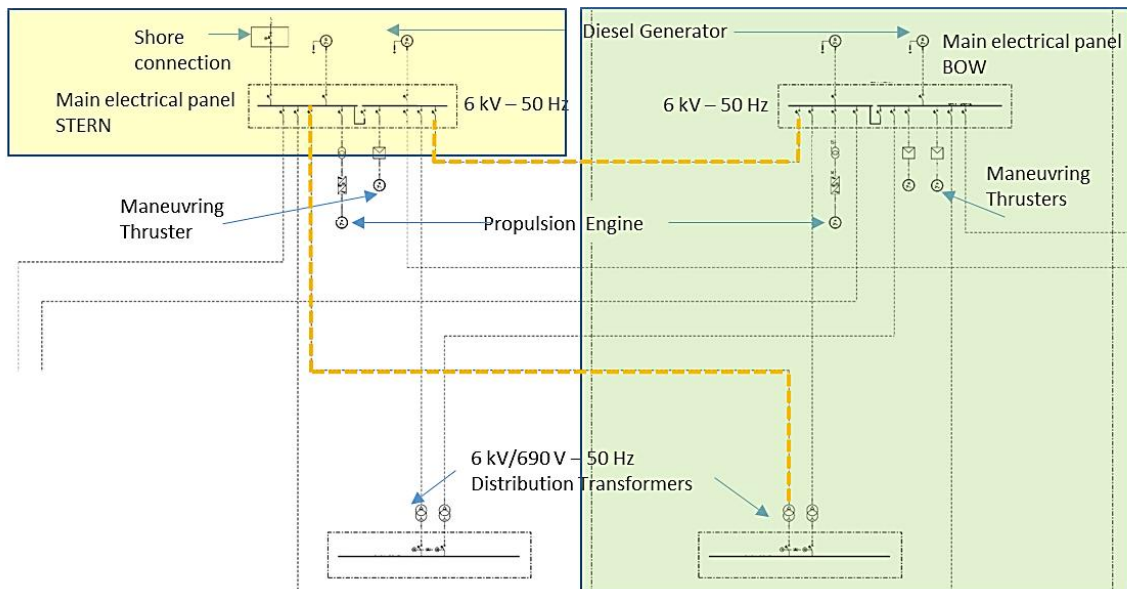 Shore
connection
Diesel Generator
Main electrical panel
BOW
Main electrical panel
STERN
6 kV – 50 Hz
6 kV – 50 Hz
Maneuvring
Thruster
Propulsion Engine
Maneuvring
Thrusters
6 kV/690 V – 50 Hz
Distribution Transformers